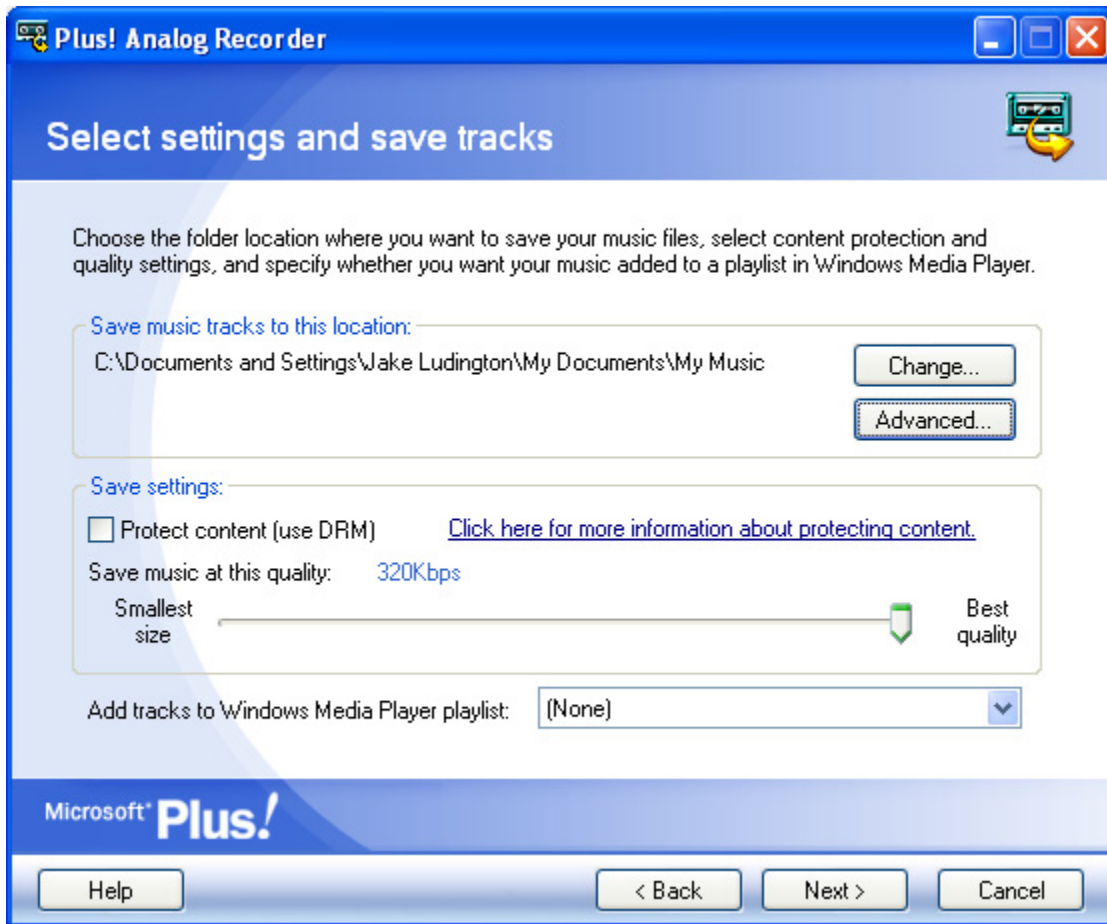 Plus! Analog Recorder
Select settings and save tracks
Choose the folder location where you want to save your music files, select content protection and
quality settings, and specify whether you want your music added to a playlist in Windows Media Player.
Save music tracks to this location:
C:\Documents and Settings\Jake Ludington\My Documents\My Music
Change...
Advanced...
Save settings:
Protect content (use DRM) Click here for more information about protecting content.
Save music at this quality: 320Kbps
Smallest
size
Best
quality
Add tracks to Windows Media Player playlist: (None)
Microsoft® Plus!
Help < Back Next > Cancel